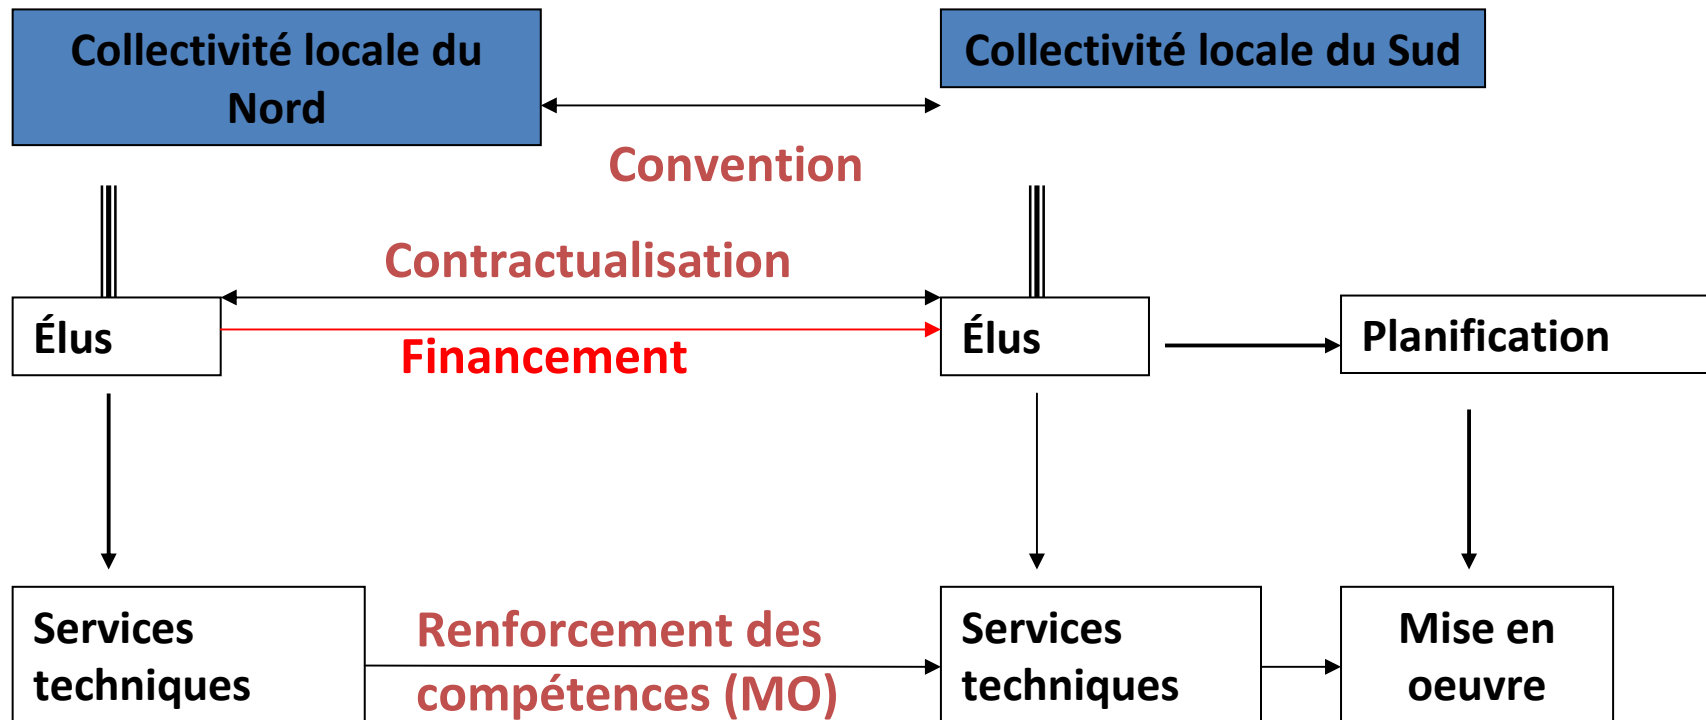 Collectivité locale du
Nord
Collectivité locale du Sud
Convention
Contractualisation
Élus
Financement
Élus
Planification
Services
techniques
Renforcement des
compétences (MO)
Services
techniques
Mise en
oeuvre